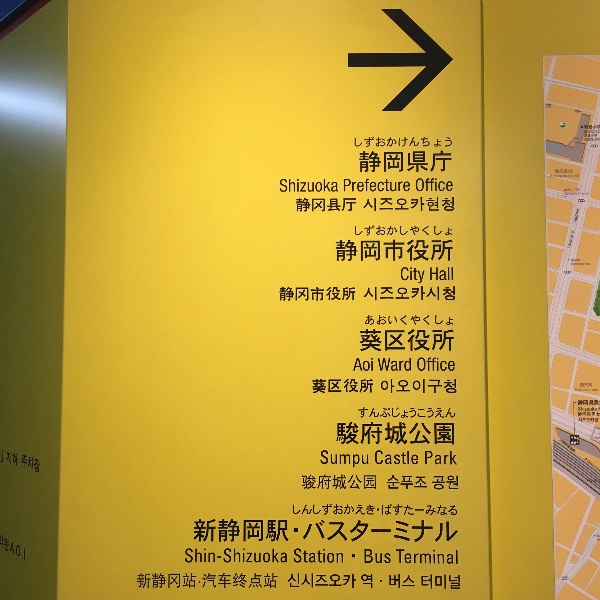 しずおかけんちょう
静岡県庁
Shizuoka Prefecture Office
静冈县厅 시즈오카현청
しずおかしやくしょ
静岡市役所
City Hall
静冈市役所 시즈오카시청
あおいくやくしょ
葵区役所
Aoi Ward Office
葵区役所 아오이구청
すんぷじょうこうえん
駿府城公園
Sumpu Castle Park
骏府城公园 순푸조 공원
しんしずおかえき・ばすたーみなる
新静岡駅・バスターミナル
Shin-Shizuoka Station・Bus Terminal
新静冈站·汽车终点站 신시즈오카 역・버스 터미널
지하 주차장